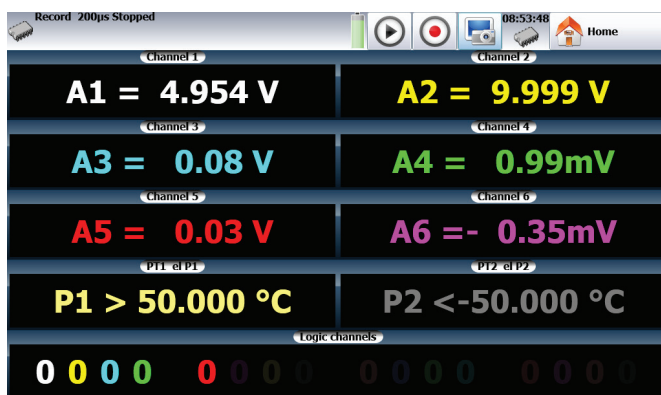 Record 200µs Stopped
08:53:48
Home
Channel 1 Channel 2
A1 = 4.954 V A2 = 9.999 V
Channel 3 Channel 4
A3 = 0.08 V A4 = 0.99mV
Channel 5 Channel 6
A5 = 0.03 V A6 =- 0.35mV
PT1 el P1 PT2 el P2
P1 > 50.000 °C P2 <-50.000 °C
Logic channels
0 0 0 0 0 0 0 0 0 0 0 0 0 0 0 0